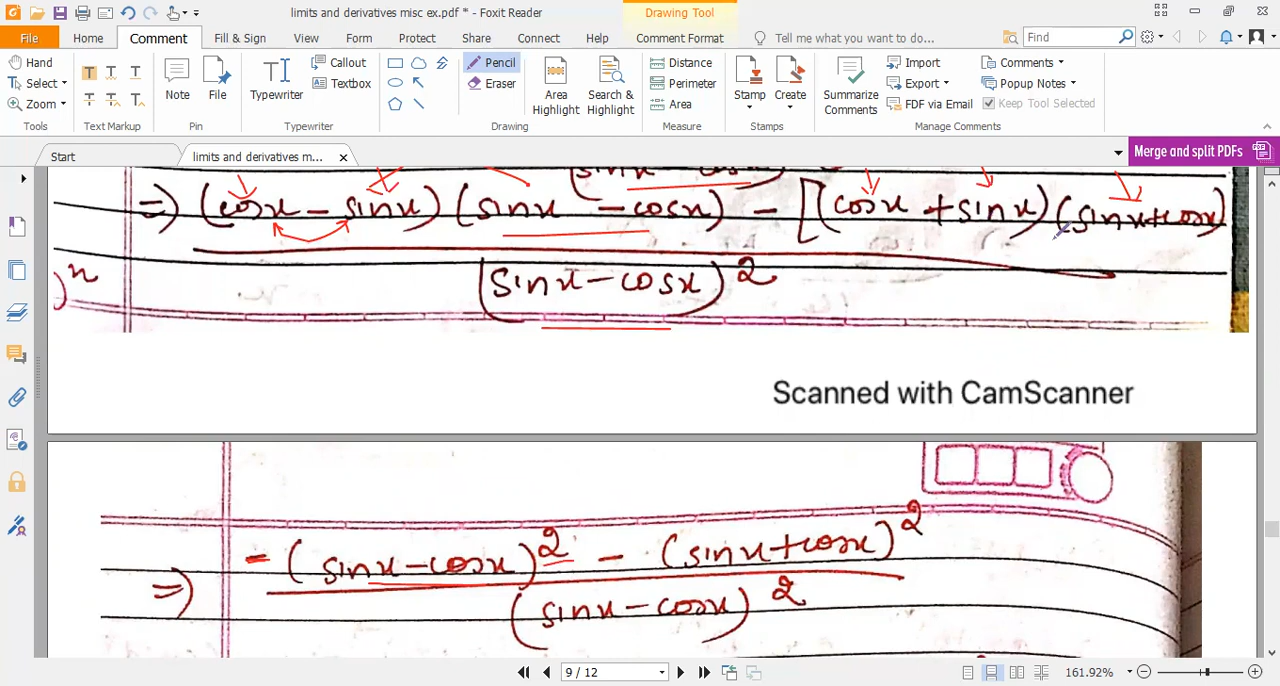 limits and derivatives misc ex.pdf * - Foxit Reader
Drawing Tool
File Home Comment Fill & Sign View Form Protect Share Connect Help Comment Format Tell me what you want to do... Find
Hand
Select
Zoom
Tools
T T T
T T T
Text Markup
Note
File
Pin
Typewriter
Callout
Textbox
Typewriter
Pencil
Eraser
Drawing
Area Highlight
Search & Highlight
Distance
Perimeter
Area
Measure
Stamp
Create
Stamps
Summarize Comments
Import
Export
FDF via Email
Comments
Popup Notes
Keep Tool Selected
Manage Comments
Start
limits and derivatives m...
Merge and split PDFs
⇒) (cosx - sinx) (sinx - cosx) - [(cosx + sinx) (sinx+cosx)
(sinx - cosx)²
)ⁿ
Scanned with CamScanner
⇒) - (sinx-cosx)² - (sinx+cosx)²
(sinx - cosx)²
9 / 12
161.92%